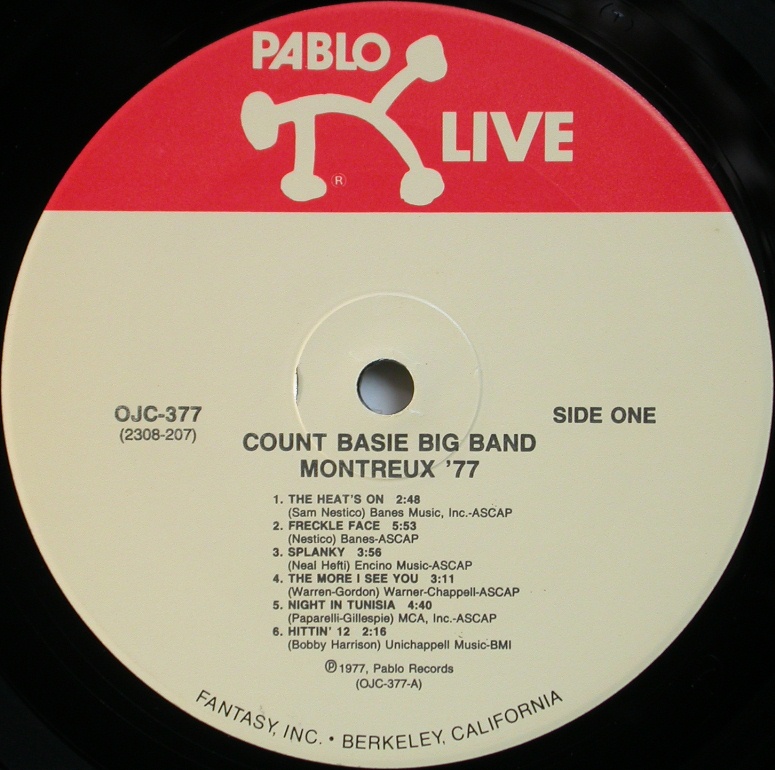 PABLO
LIVE
®
OJC-377
(2308-207)
SIDE ONE
COUNT BASIE BIG BAND
MONTREUX '77
1. THE HEAT'S ON 2:48
(Sam Nestico) Banes Music, Inc.-ASCAP
2. FRECKLE FACE 5:53
(Nestico) Banes-ASCAP
3. SPLANKY 3:56
(Neal Hefti) Encino Music-ASCAP
4. THE MORE I SEE YOU 3:11
(Warren-Gordon) Warner-Chappell-ASCAP
5. NIGHT IN TUNISIA 4:40
(Paparelli-Gillespie) MCA, Inc.-ASCAP
6. HITTIN' 12 2:16
(Bobby Harrison) Unichappell Music-BMI
℗1977, Pablo Records
(OJC-377-A)
FANTASY, INC. • BERKELEY, CALIFORNIA